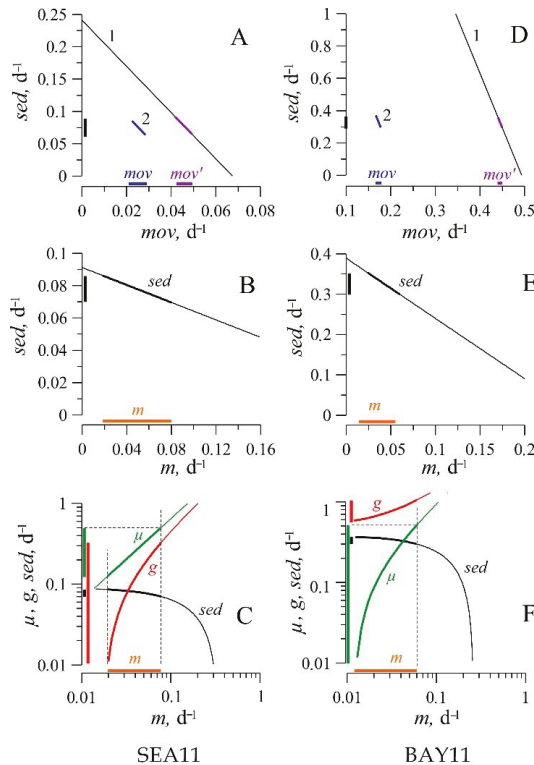 A
sed, d⁻¹
0.25
0.2
0.15
0.1
0.05
0
1
2
mov
mov'
0 0.02 0.04 0.06 0.08
mov, d⁻¹
D
sed, d⁻¹
1
0.8
0.6
0.4
0.2
0
1
2
mov
mov'
0.1 0.2 0.3 0.4 0.5
mov, d⁻¹
B
sed, d⁻¹
0.1
0.08
0.06
0.04
0.02
0
sed
m
0 0.04 0.08 0.12 0.16
m, d⁻¹
E
sed, d⁻¹
0.4
0.3
0.2
0.1
0
sed
m
0 0.05 0.1 0.15 0.2
m, d⁻¹
C
μ, g, sed, d⁻¹
1
0.1
0.01
μ
g
sed
m
0.01 0.1 1
m, d⁻¹
SEA11
F
μ, g, sed, d⁻¹
1
0.1
0.01
g
μ
sed
m
0.01 0.1 1
m, d⁻¹
BAY11